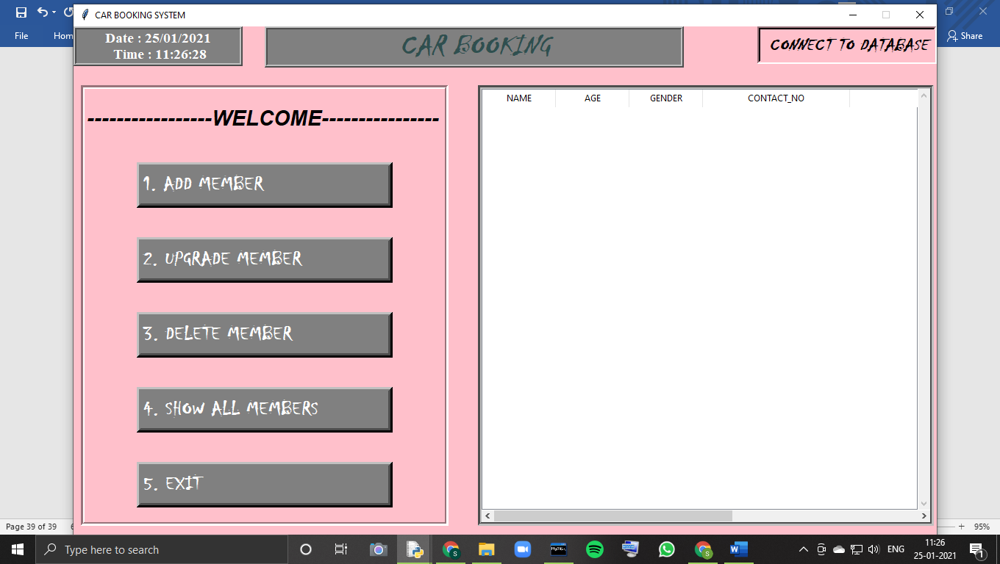 CAR BOOKING SYSTEM
File
Hom
Share
Date : 25/01/2021
Time : 11:26:28
CAR BOOKING
CONNECT TO DATABASE
-----------------WELCOME----------------
1. ADD MEMBER
2. UPGRADE MEMBER
3. DELETE MEMBER
4. SHOW ALL MEMBERS
5. EXIT
NAME AGE GENDER CONTACT_NO
Page 39 of 39
95%
Type here to search
MySQL
ENG
11:26
25-01-2021
1